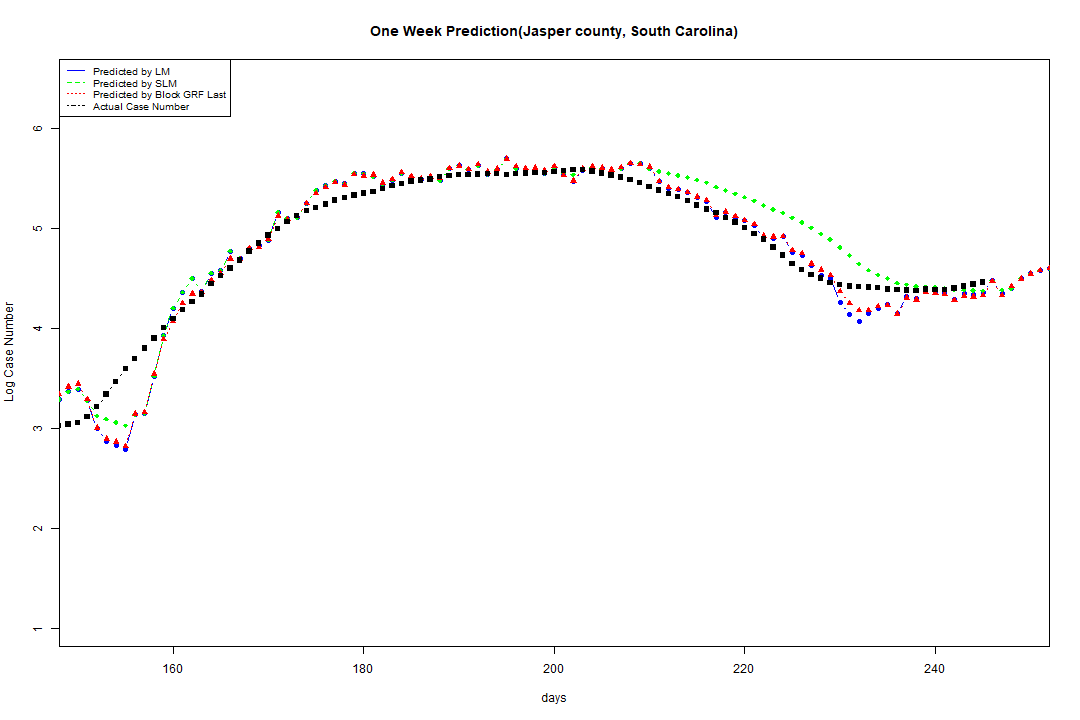 One Week Prediction(Jasper county, South Carolina)
Predicted by LM
Predicted by SLM
Predicted by Block GRF Last
Actual Case Number
6
5
4
3
2
1
Log Case Number
160 180 200 220 240
days